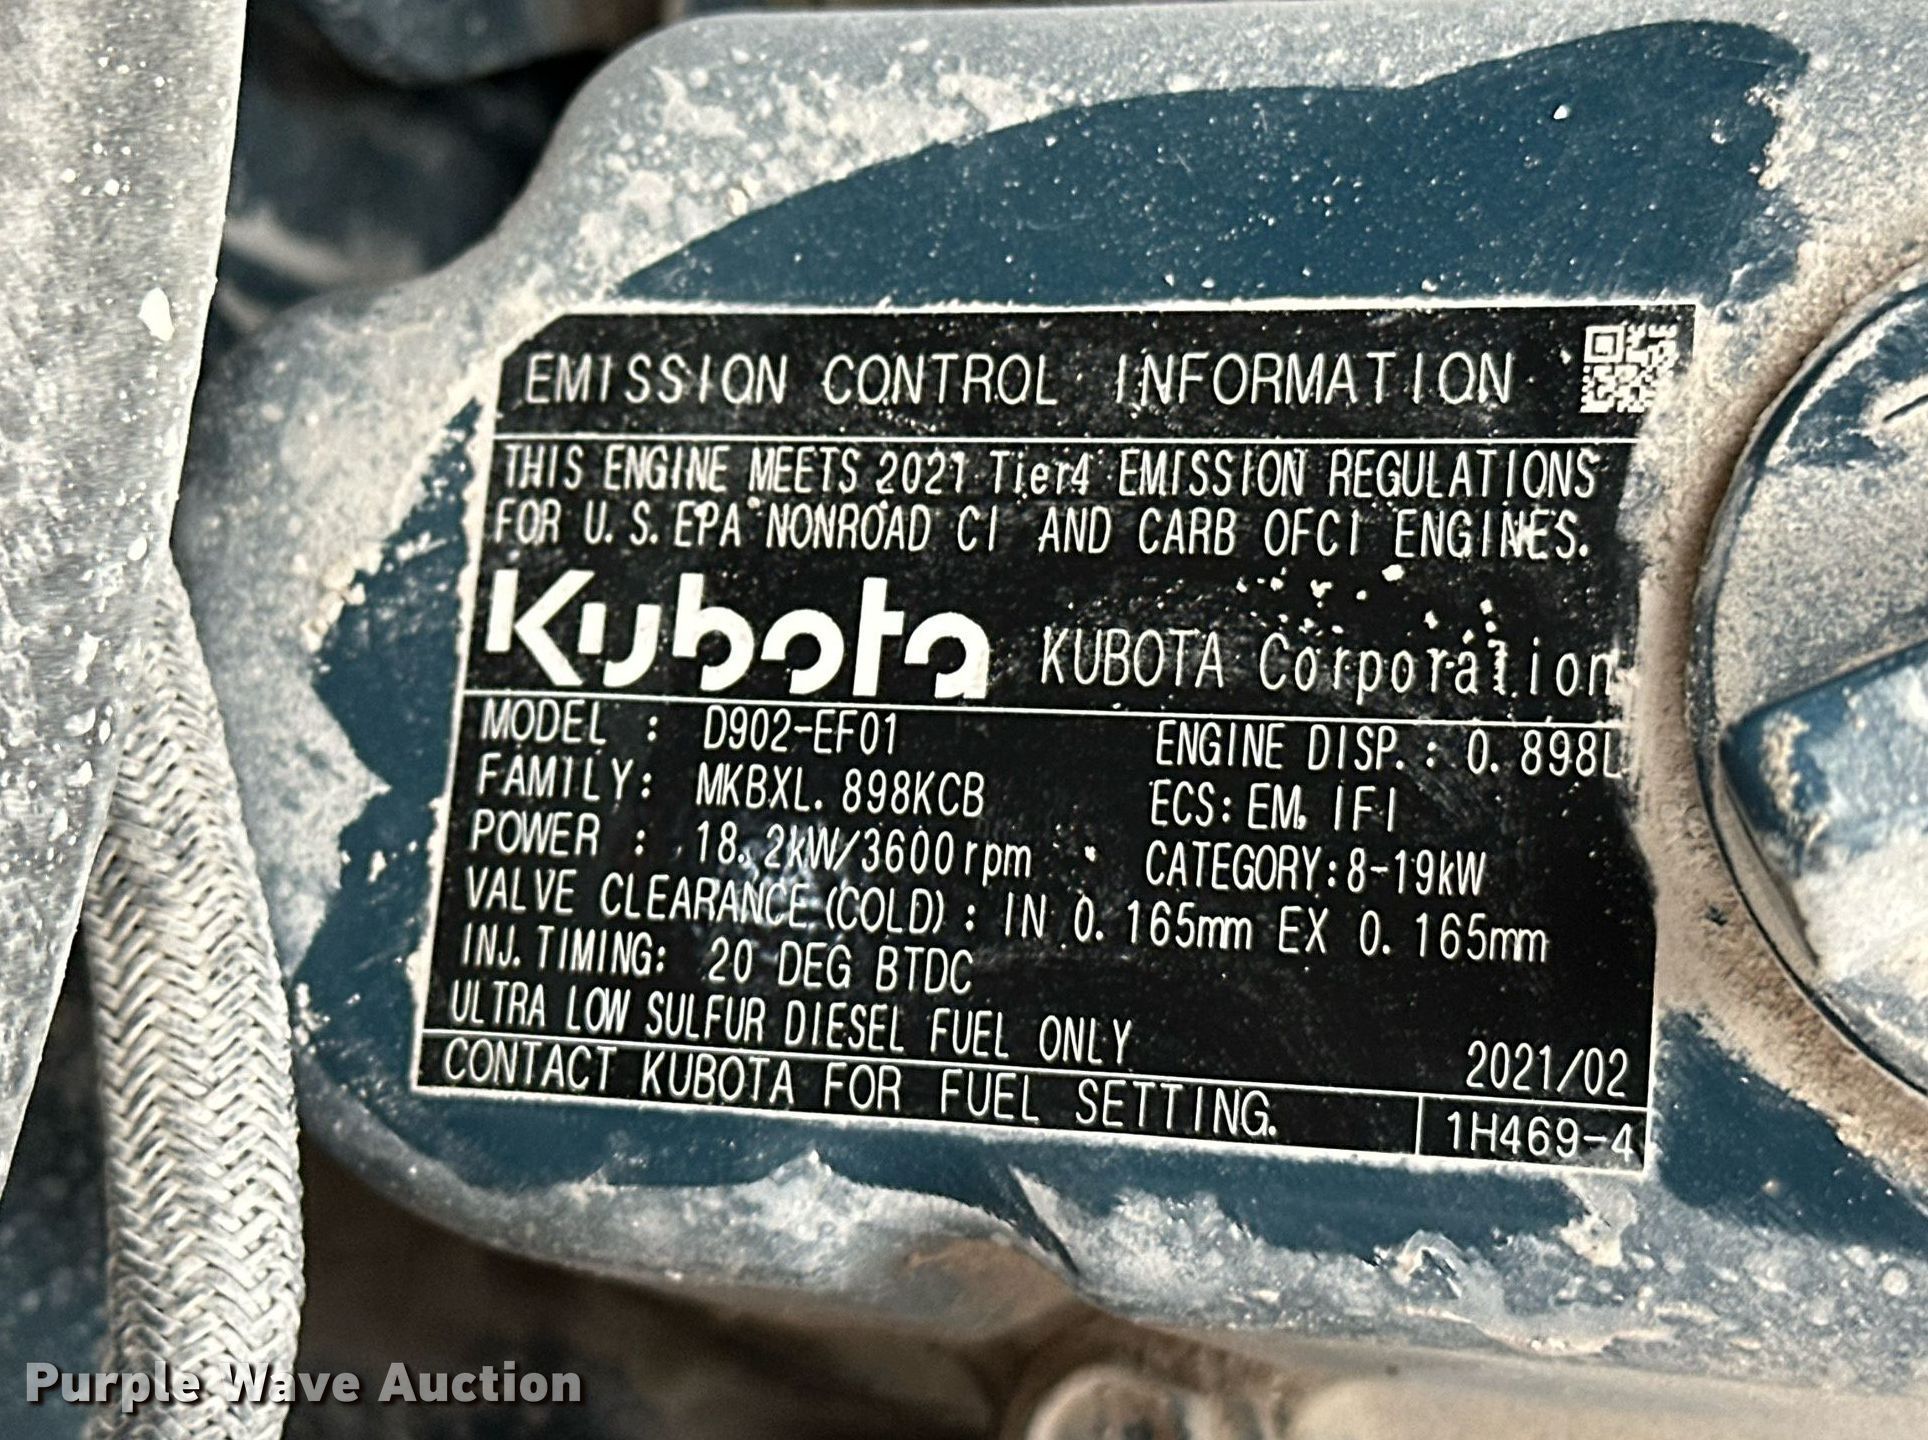 EMISSION CONTROL INFORMATION
THIS ENGINE MEETS 2021 Tier4 EMISSION REGULATIONS
FOR U.S. EPA NONROAD CI AND CARB OFCI ENGINES.
Kubota KUBOTA Corporation
MODEL : D902-EF01 ENGINE DISP. : 0.898L
FAMILY: MKBXL.898KCB ECS: EM, IFI
POWER : 18.2kW/3600rpm CATEGORY:8-19kW
VALVE CLEARANCE (COLD) : IN 0.165mm EX 0.165mm
INJ. TIMING: 20 DEG BTDC
ULTRA LOW SULFUR DIESEL FUEL ONLY 2021/02
CONTACT KUBOTA FOR FUEL SETTING. 1H469-4
Purple Wave Auction